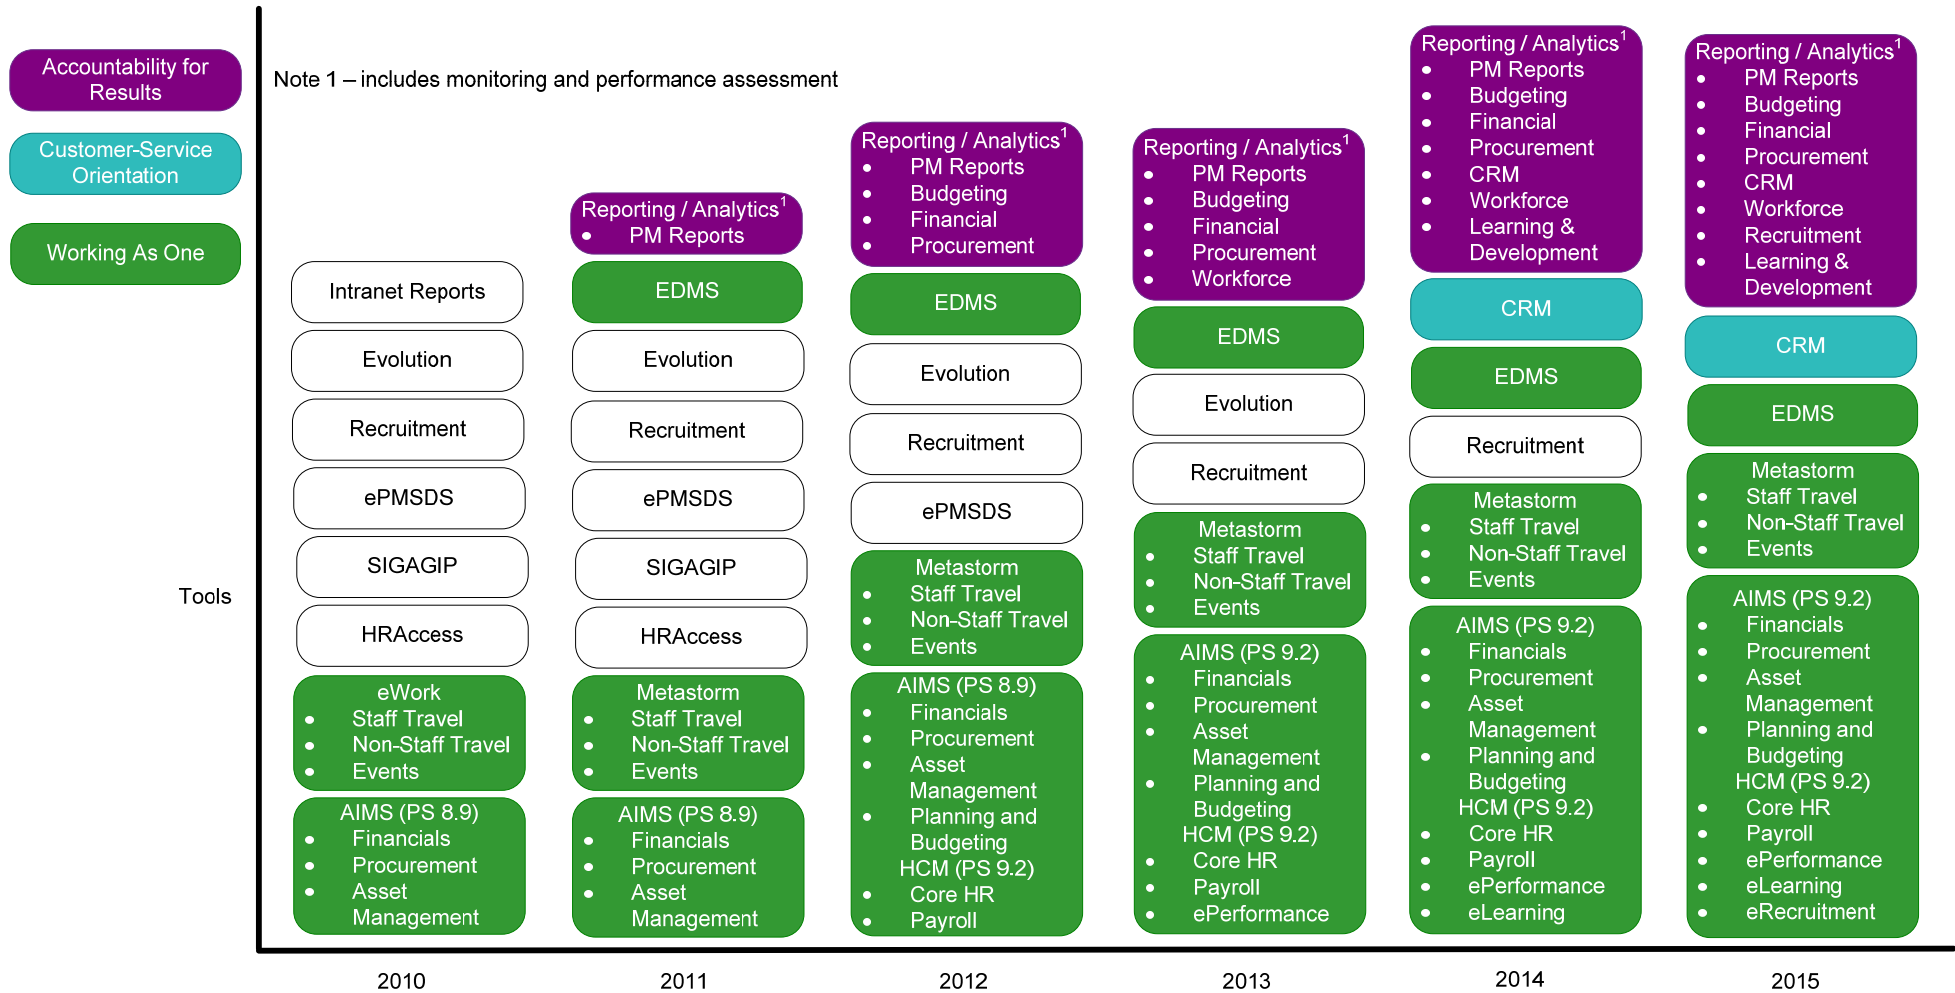 Accountability for
Results
Customer-Service
Orientation
Working As One
Tools
Note 1 – includes monitoring and performance assessment
Intranet Reports
Evolution
Recruitment
ePMSDS
SIGAGIP
HRAccess
eWork
• Staff Travel
• Non-Staff Travel
• Events
AIMS (PS 8.9)
• Financials
• Procurement
• Asset
Management
2010
Reporting / Analytics¹
• PM Reports
EDMS
Evolution
Recruitment
ePMSDS
SIGAGIP
HRAccess
Metastorm
• Staff Travel
• Non-Staff Travel
• Events
AIMS (PS 8.9)
• Financials
• Procurement
• Asset
Management
2011
Reporting / Analytics¹
• PM Reports
• Budgeting
• Financial
• Procurement
EDMS
Evolution
Recruitment
ePMSDS
Metastorm
• Staff Travel
• Non-Staff Travel
• Events
AIMS (PS 8.9)
• Financials
• Procurement
• Asset
Management
• Planning and
Budgeting
HCM (PS 9.2)
• Core HR
• Payroll
2012
Reporting / Analytics¹
• PM Reports
• Budgeting
• Financial
• Procurement
• Workforce
EDMS
Evolution
Recruitment
Metastorm
• Staff Travel
• Non-Staff Travel
• Events
AIMS (PS 9.2)
• Financials
• Procurement
• Asset
Management
• Planning and
Budgeting
HCM (PS 9.2)
• Core HR
• Payroll
• ePerformance
2013
Reporting / Analytics¹
• PM Reports
• Budgeting
• Financial
• Procurement
• CRM
• Workforce
• Learning &
Development
CRM
EDMS
Recruitment
Metastorm
• Staff Travel
• Non-Staff Travel
• Events
AIMS (PS 9.2)
• Financials
• Procurement
• Asset
Management
• Planning and
Budgeting
HCM (PS 9.2)
• Core HR
• Payroll
• ePerformance
• eLearning
2014
Reporting / Analytics¹
• PM Reports
• Budgeting
• Financial
• Procurement
• CRM
• Workforce
• Recruitment
• Learning &
Development
CRM
EDMS
Metastorm
• Staff Travel
• Non-Staff Travel
• Events
AIMS (PS 9.2)
• Financials
• Procurement
• Asset
Management
• Planning and
Budgeting
HCM (PS 9.2)
• Core HR
• Payroll
• ePerformance
• eLearning
• eRecruitment
2015